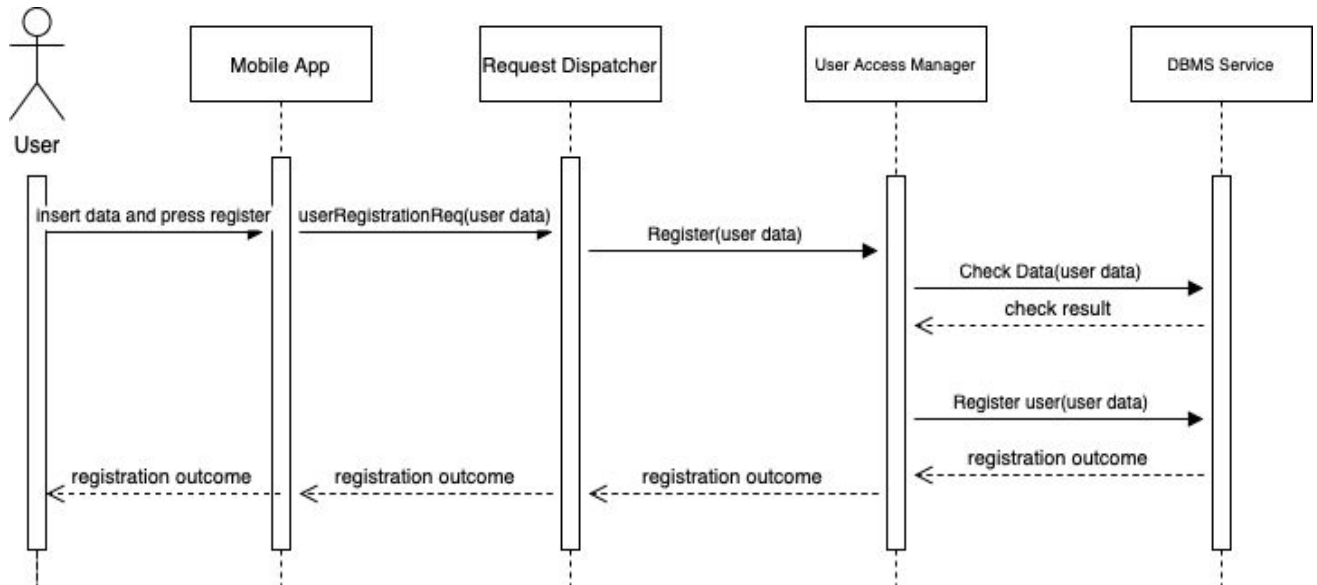 Mobile App
Request Dispatcher
User Access Manager
DBMS Service
User
insert data and press register
userRegistrationReq(user data)
Register(user data)
Check Data(user data)
check result
Register user(user data)
registration outcome
registration outcome
registration outcome
registration outcome